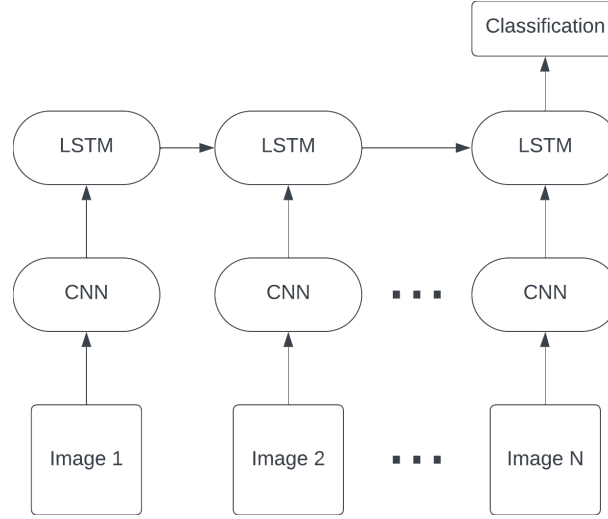 Classification
LSTM
LSTM
LSTM
CNN
CNN
CNN
Image 1
Image 2
Image N